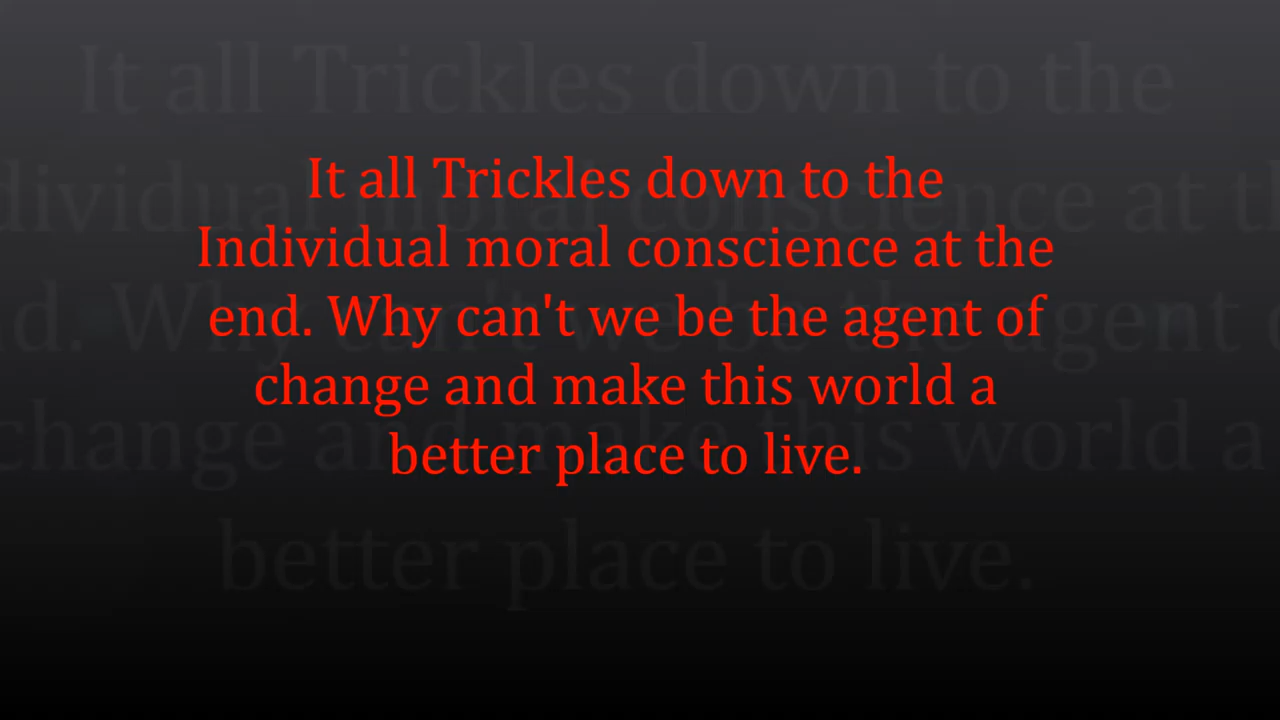 It all Trickles down to the
Individual moral conscience at the
end. Why can't we be the agent of
change and make this world a
better place to live.